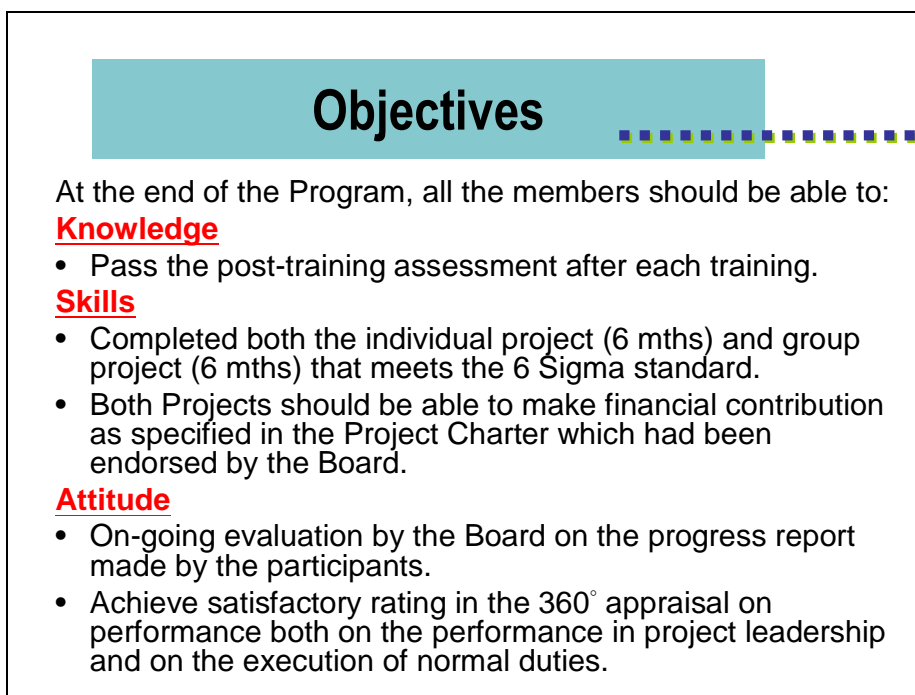 Objectives
At the end of the Program, all the members should be able to:
Knowledge
• Pass the post-training assessment after each training.
Skills
• Completed both the individual project (6 mths) and group
project (6 mths) that meets the 6 Sigma standard.
• Both Projects should be able to make financial contribution
as specified in the Project Charter which had been
endorsed by the Board.
Attitude
• On-going evaluation by the Board on the progress report
made by the participants.
• Achieve satisfactory rating in the 360° appraisal on
performance both on the performance in project leadership
and on the execution of normal duties.